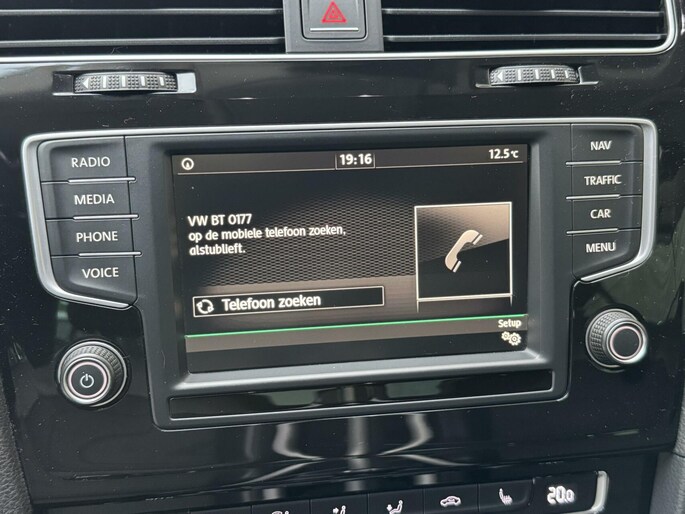 19:16
12.5°C
RADIO
MEDIA
PHONE
VOICE
VW BT 0177
op de mobiele telefoon zoeken,
alstublieft.
Telefoon zoeken
Setup
NAV
TRAFFIC
CAR
MENU
20.0